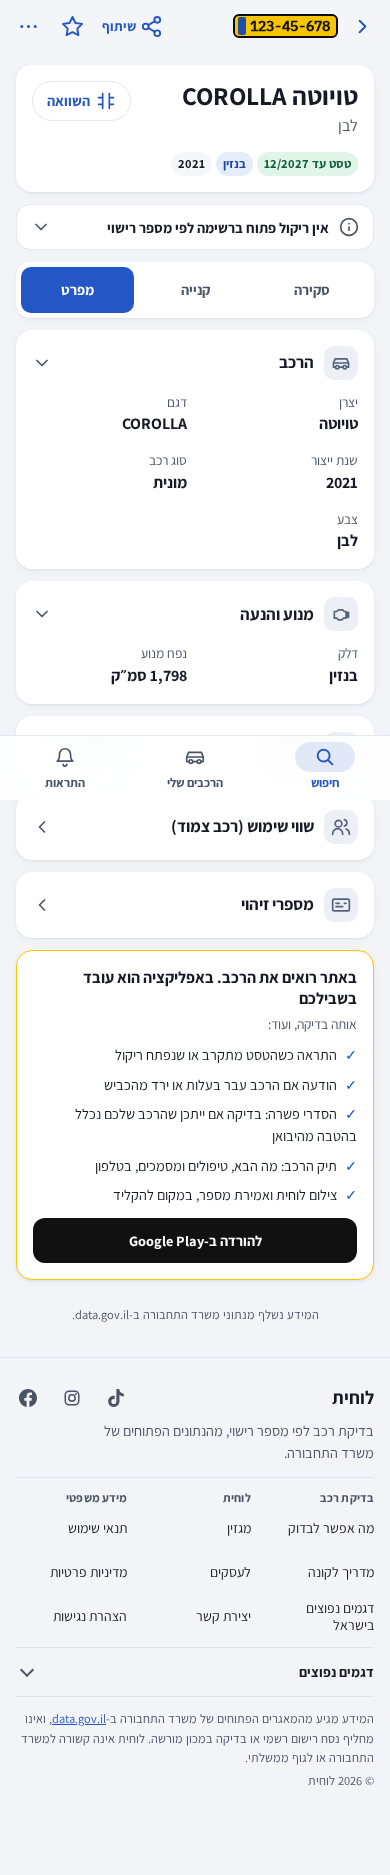 123-45-678
שיתוף
טויוטה COROLLA
לבן
השוואה
טסט עד 12/2027
בנזין
2021
אין ריקול פתוח ברשימה לפי מספר רישוי
סקירה
קנייה
מפרט
הרכב
יצרן
דגם
טויוטה
COROLLA
שנת ייצור
סוג רכב
2021
מונית
צבע
לבן
מנוע והנעה
דלק
נפח מנוע
בנזין
1,798 סמ״ק
חיפוש
הרכבים שלי
התראות
שווי שימוש (רכב צמוד)
מספרי זיהוי
באתר רואים את הרכב. באפליקציה הוא עובד
בשבילכם
אותה בדיקה, ועוד:
✓ התראה כשהטסט מתקרב או שנפתח ריקול
✓ הודעה אם הרכב עבר בעלות או ירד מהכביש
✓ הסדרי פשרה: בדיקה אם ייתכן שהרכב שלכם נכלל
בהטבה מהיבואן
✓ תיק הרכב: מה הבא, טיפולים ומסמכים, בטלפון
✓ צילום לוחית ואמירת מספר, במקום להקליד
להורדה ב-Google Play
המידע נשלף מנתוני משרד התחבורה ב-data.gov.il.
לוחית
בדיקת רכב לפי מספר רישוי, מהנתונים הפתוחים של
משרד התחבורה.
בדיקת רכב
לוחית
מידע משפטי
מה אפשר לבדוק
מגזין
תנאי שימוש
מדריך לקונה
לעסקים
מדיניות פרטיות
דגמים נפוצים
בישראל
יצירת קשר
הצהרת נגישות
דגמים נפוצים
המידע מגיע מהמאגרים הפתוחים של משרד התחבורה ב-data.gov.il, ואינו
מחליף נסח רישום רשמי או בדיקה במכון מורשה. לוחית אינה קשורה למשרד
התחבורה או לגוף ממשלתי.
© 2026 לוחית